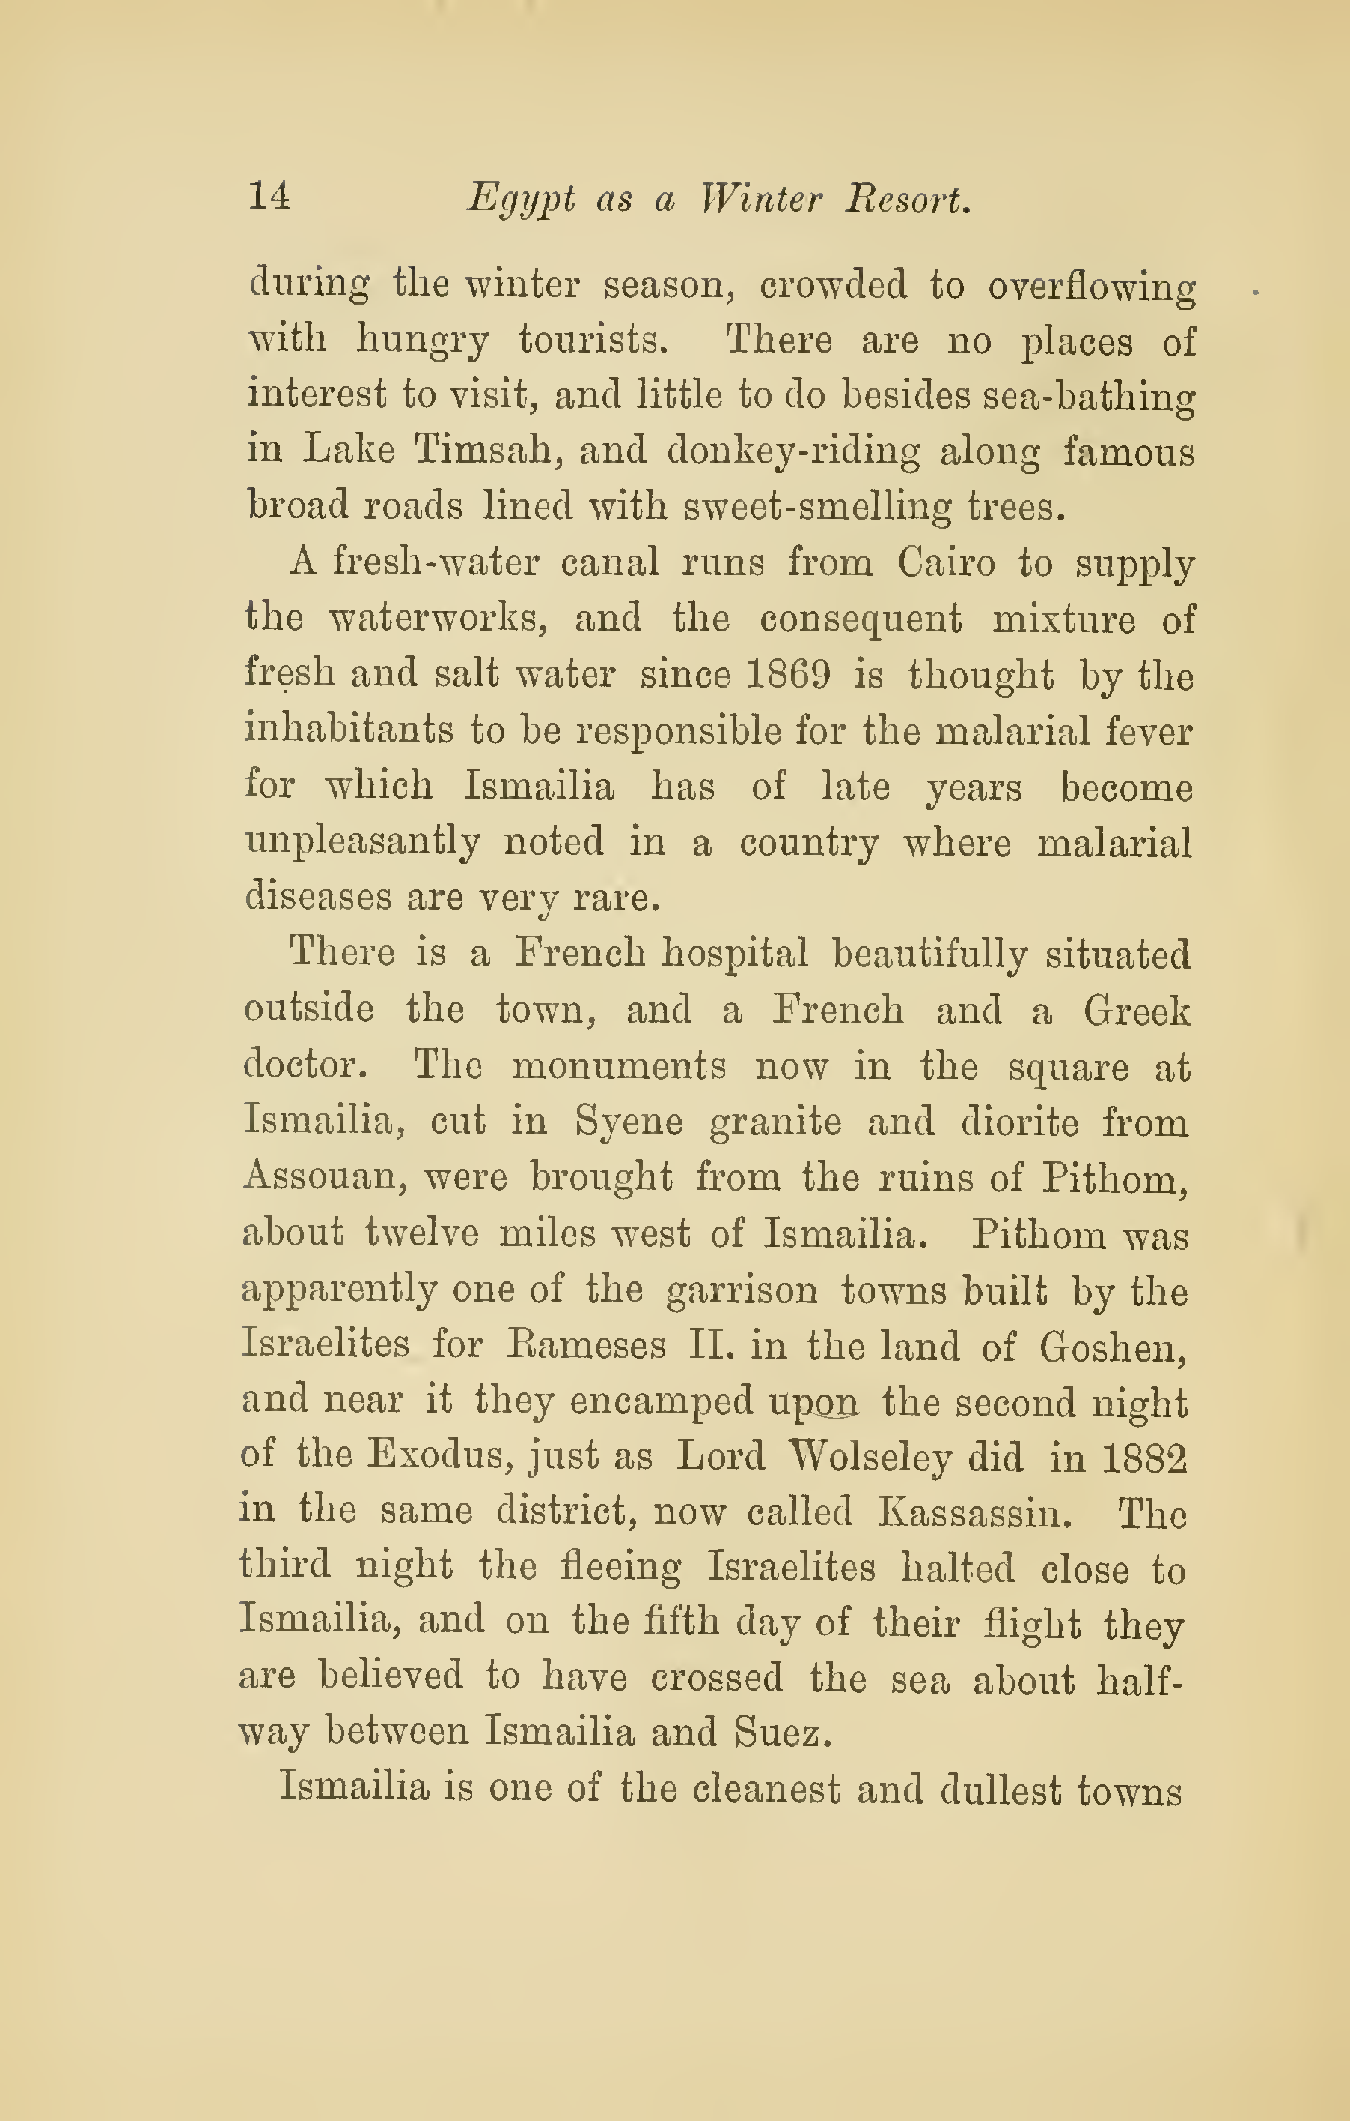 14 Egypt as a Winter Resort.
during the winter season, crowded to overflowing
with hungry tourists. There are no places of
interest to visit, and little to do besides sea-bathing
in Lake Timsah, and donkey-riding along famous
broad roads lined with sweet-smelling trees.
A fresh-water canal runs from Cairo to supply
the waterworks, and the consequent mixture of
fresh and salt water since 1869 is thought by the
inhabitants to be responsible for the malarial fever
for which Ismailia has of late years become
unpleasantly noted in a country where malarial
diseases are very rare.
There is a French hospital beautifully situated
outside the town, and a French and a Greek
doctor. The monuments now in the square at
Ismailia, cut in Syene granite and diorite from
Assouan, were brought from the ruins of Pithom,
about twelve miles west of Ismailia. Pithom was
apparently one of the garrison towns built by the
Israelites for Rameses II. in the land of Goshen,
and near it they encamped upon the second night
of the Exodus, just as Lord Wolseley did in 1882
in the same district, now called Kassassin. The
third night the fleeing Israelites halted close to
Ismailia, and on the fifth day of their flight they
are believed to have crossed the sea about half-
way between Ismailia and Suez.
Ismailia is one of the cleanest and dullest towns